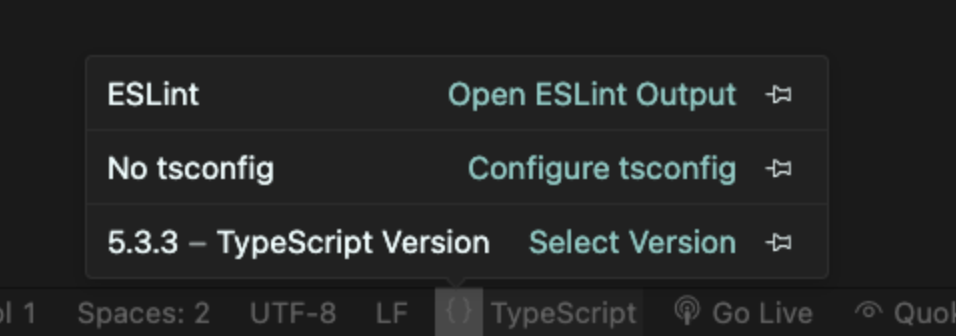 ESLint Open ESLint Output
No tsconfig Configure tsconfig
5.3.3 – TypeScript Version Select Version
ol 1 Spaces: 2 UTF-8 LF {} TypeScript Go Live Quok